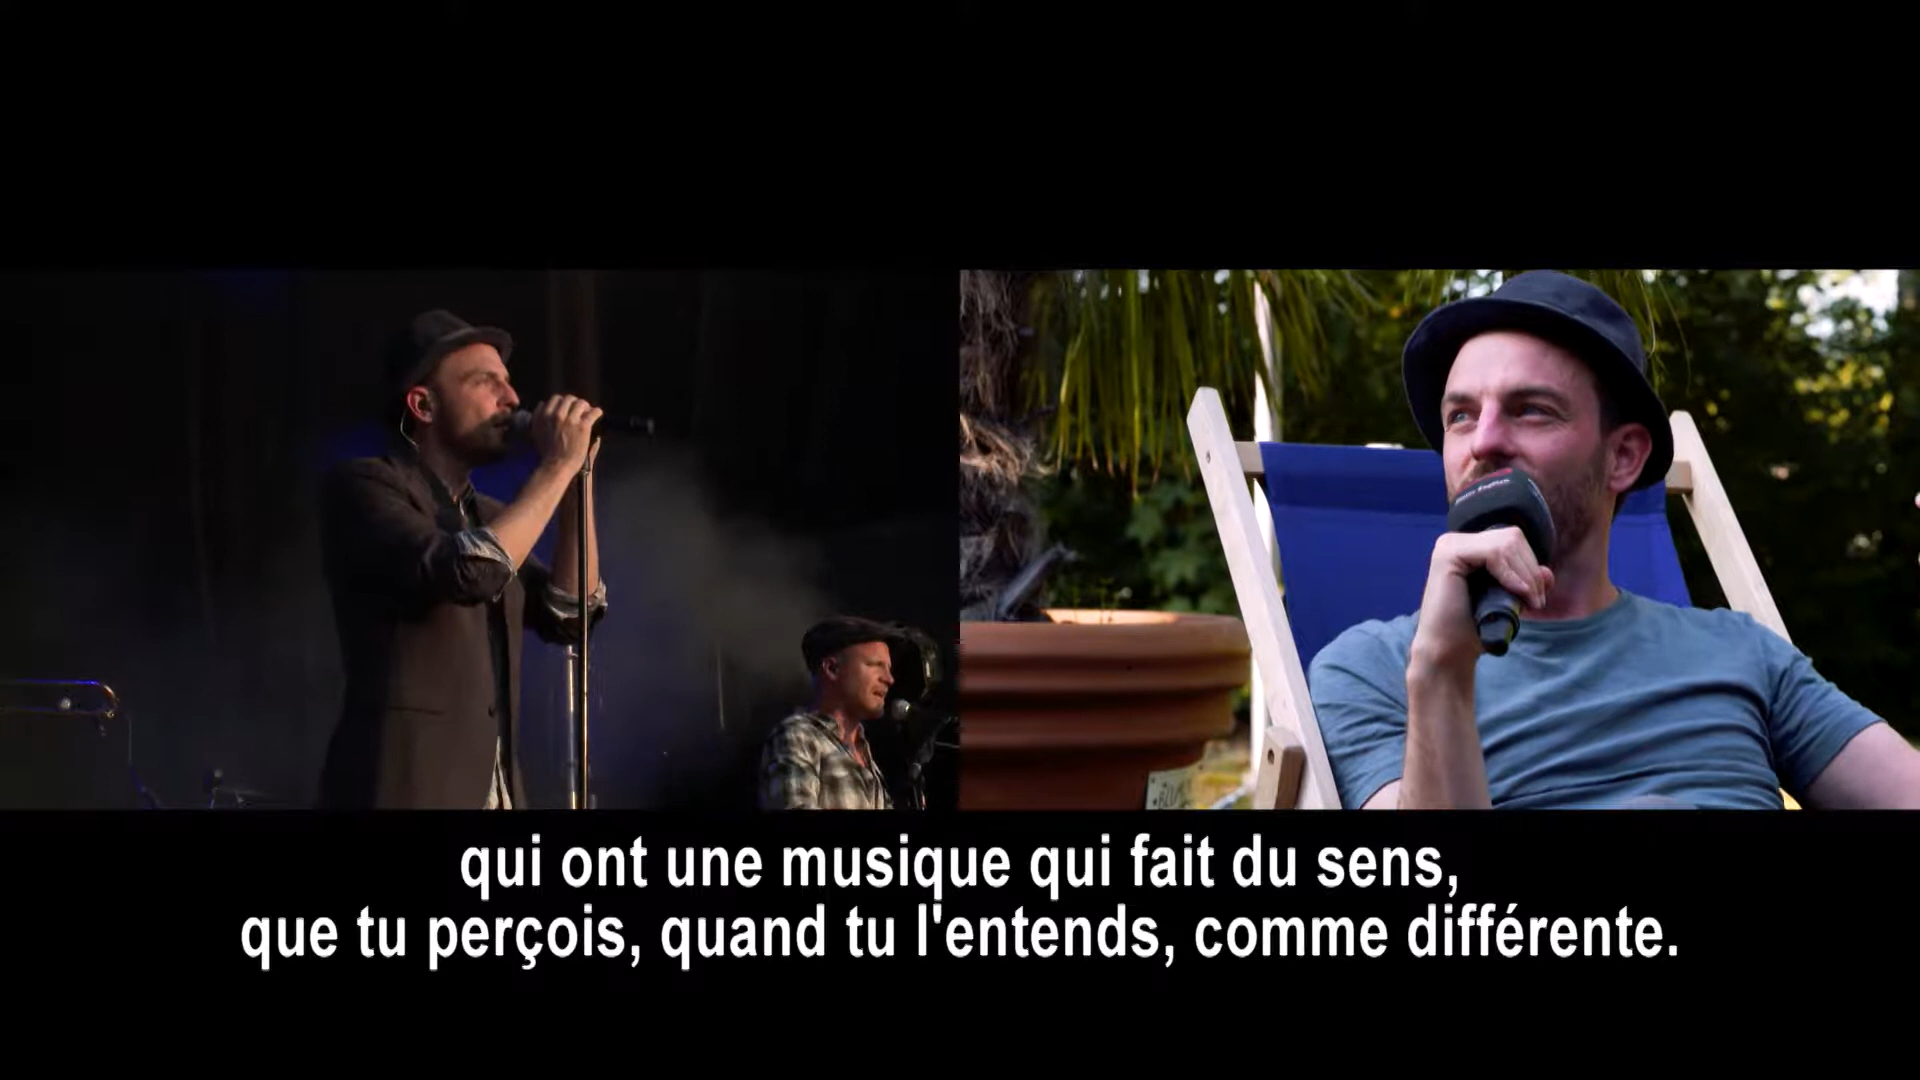 qui ont une musique qui fait du sens,
que tu perçois, quand tu l'entends, comme différente.